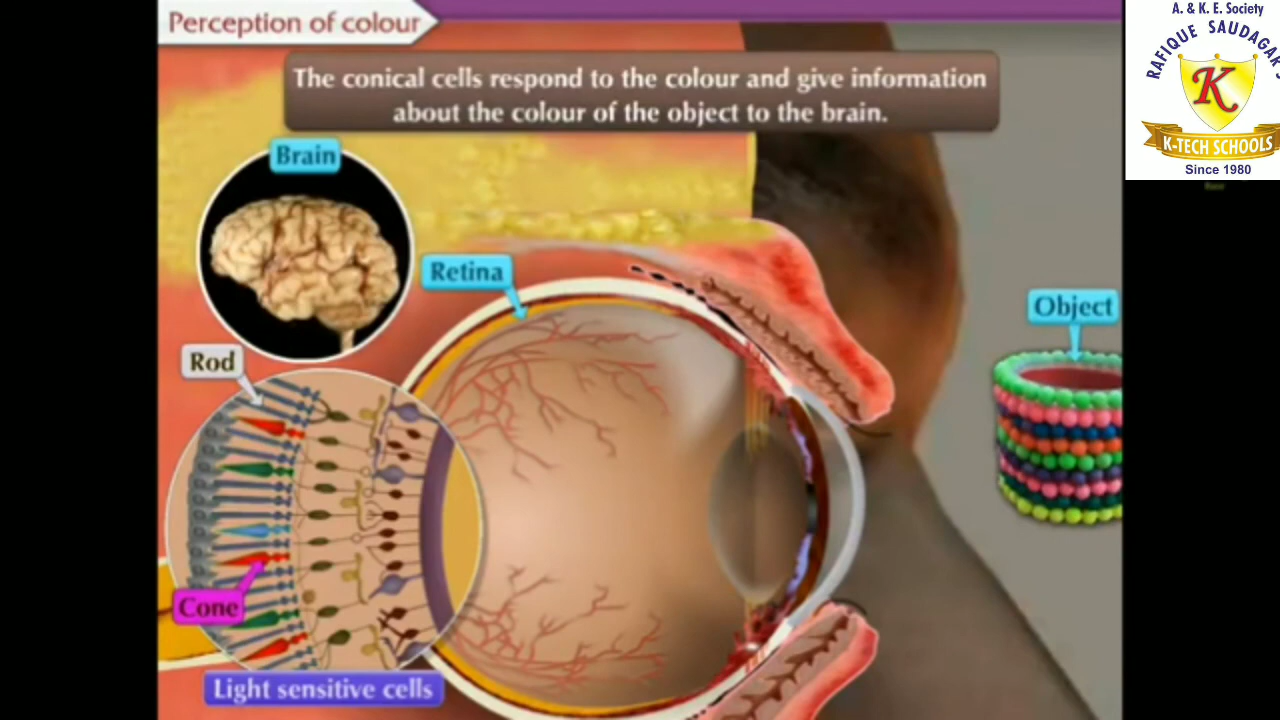 Perception of colour
The conical cells respond to the colour and give information
about the colour of the object to the brain.
Brain
Retina
Object
Rod
Cone
Light sensitive cells
A. & K. E. Society
RAFIQUE SAUDAGAR'S
K
K-TECH SCHOOLS
Since 1980